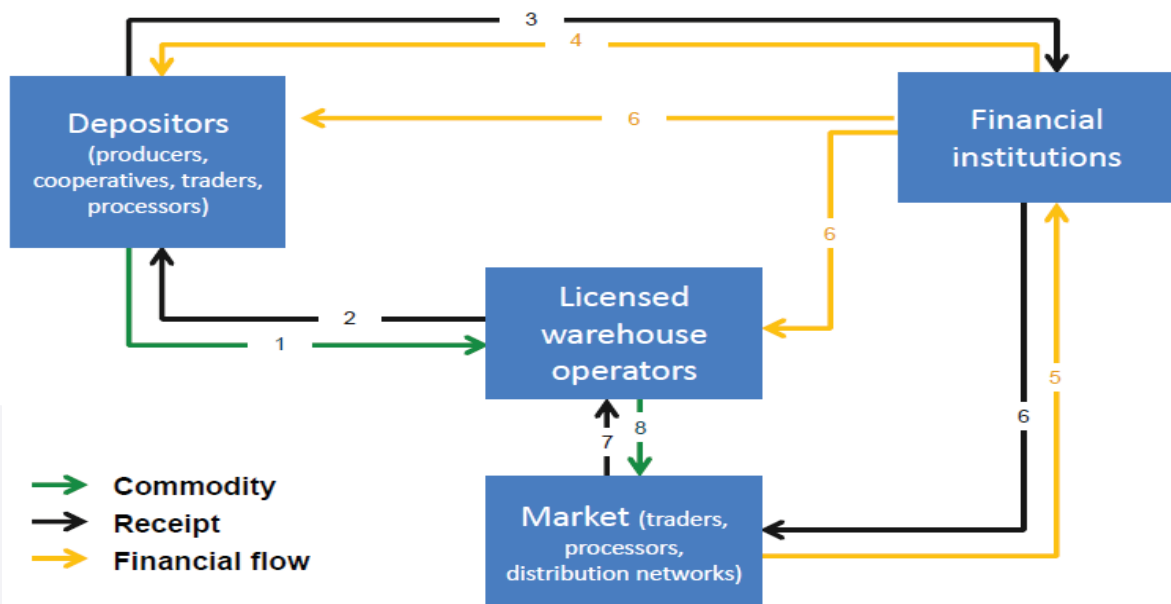 3
4
Depositors
(producers,
cooperatives, traders,
processors)
6
Financial
institutions
6
2
1
Licensed
warehouse
operators
5
7
8
6
Commodity
Receipt
Financial flow
Market (traders,
processors,
distribution networks)